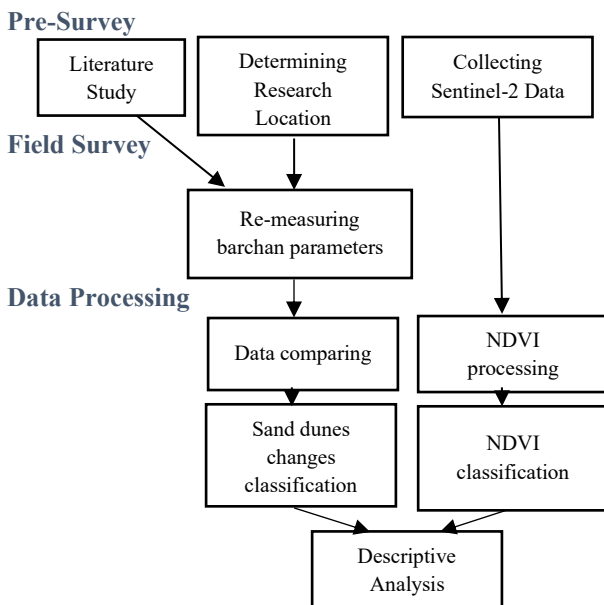 Pre-Survey
Literature
Study
Determining
Research
Location
Collecting
Sentinel-2 Data
Field Survey
Re-measuring
barchan parameters
Data Processing
Data comparing
NDVI
processing
Sand dunes
changes
classification
NDVI
classification
Descriptive
Analysis